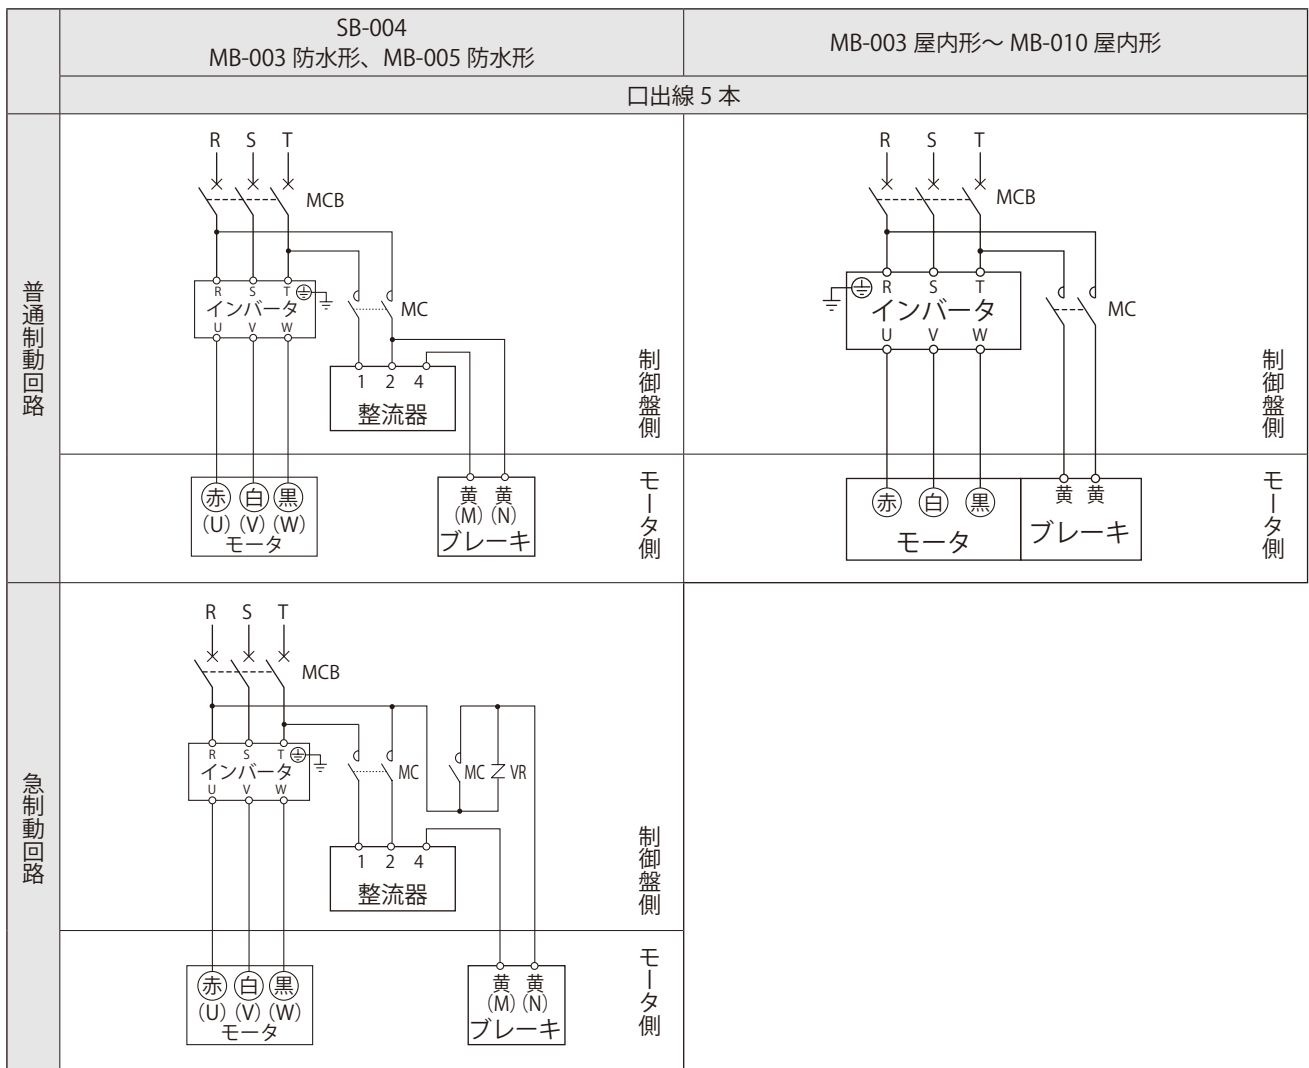 SB-004
MB-003 防水形、MB-005 防水形
MB-003 屋内形～ MB-010 屋内形
口出線 5 本
普通制動回路
R S T
MCB
R S T
インバータ
U V W
MC
1 2 4
整流器
制御盤側
赤 白 黒
(U) (V) (W)
モータ
黄 黄
(M) (N)
ブレーキ
モータ側
R S T
MCB
R S T
インバータ
U V W
MC
制御盤側
赤 白 黒
モータ
黄 黄
ブレーキ
モータ側
急制動回路
R S T
MCB
R S T
インバータ
U V W
MC
MC
VR
1 2 4
整流器
制御盤側
赤 白 黒
(U) (V) (W)
モータ
黄 黄
(M) (N)
ブレーキ
モータ側